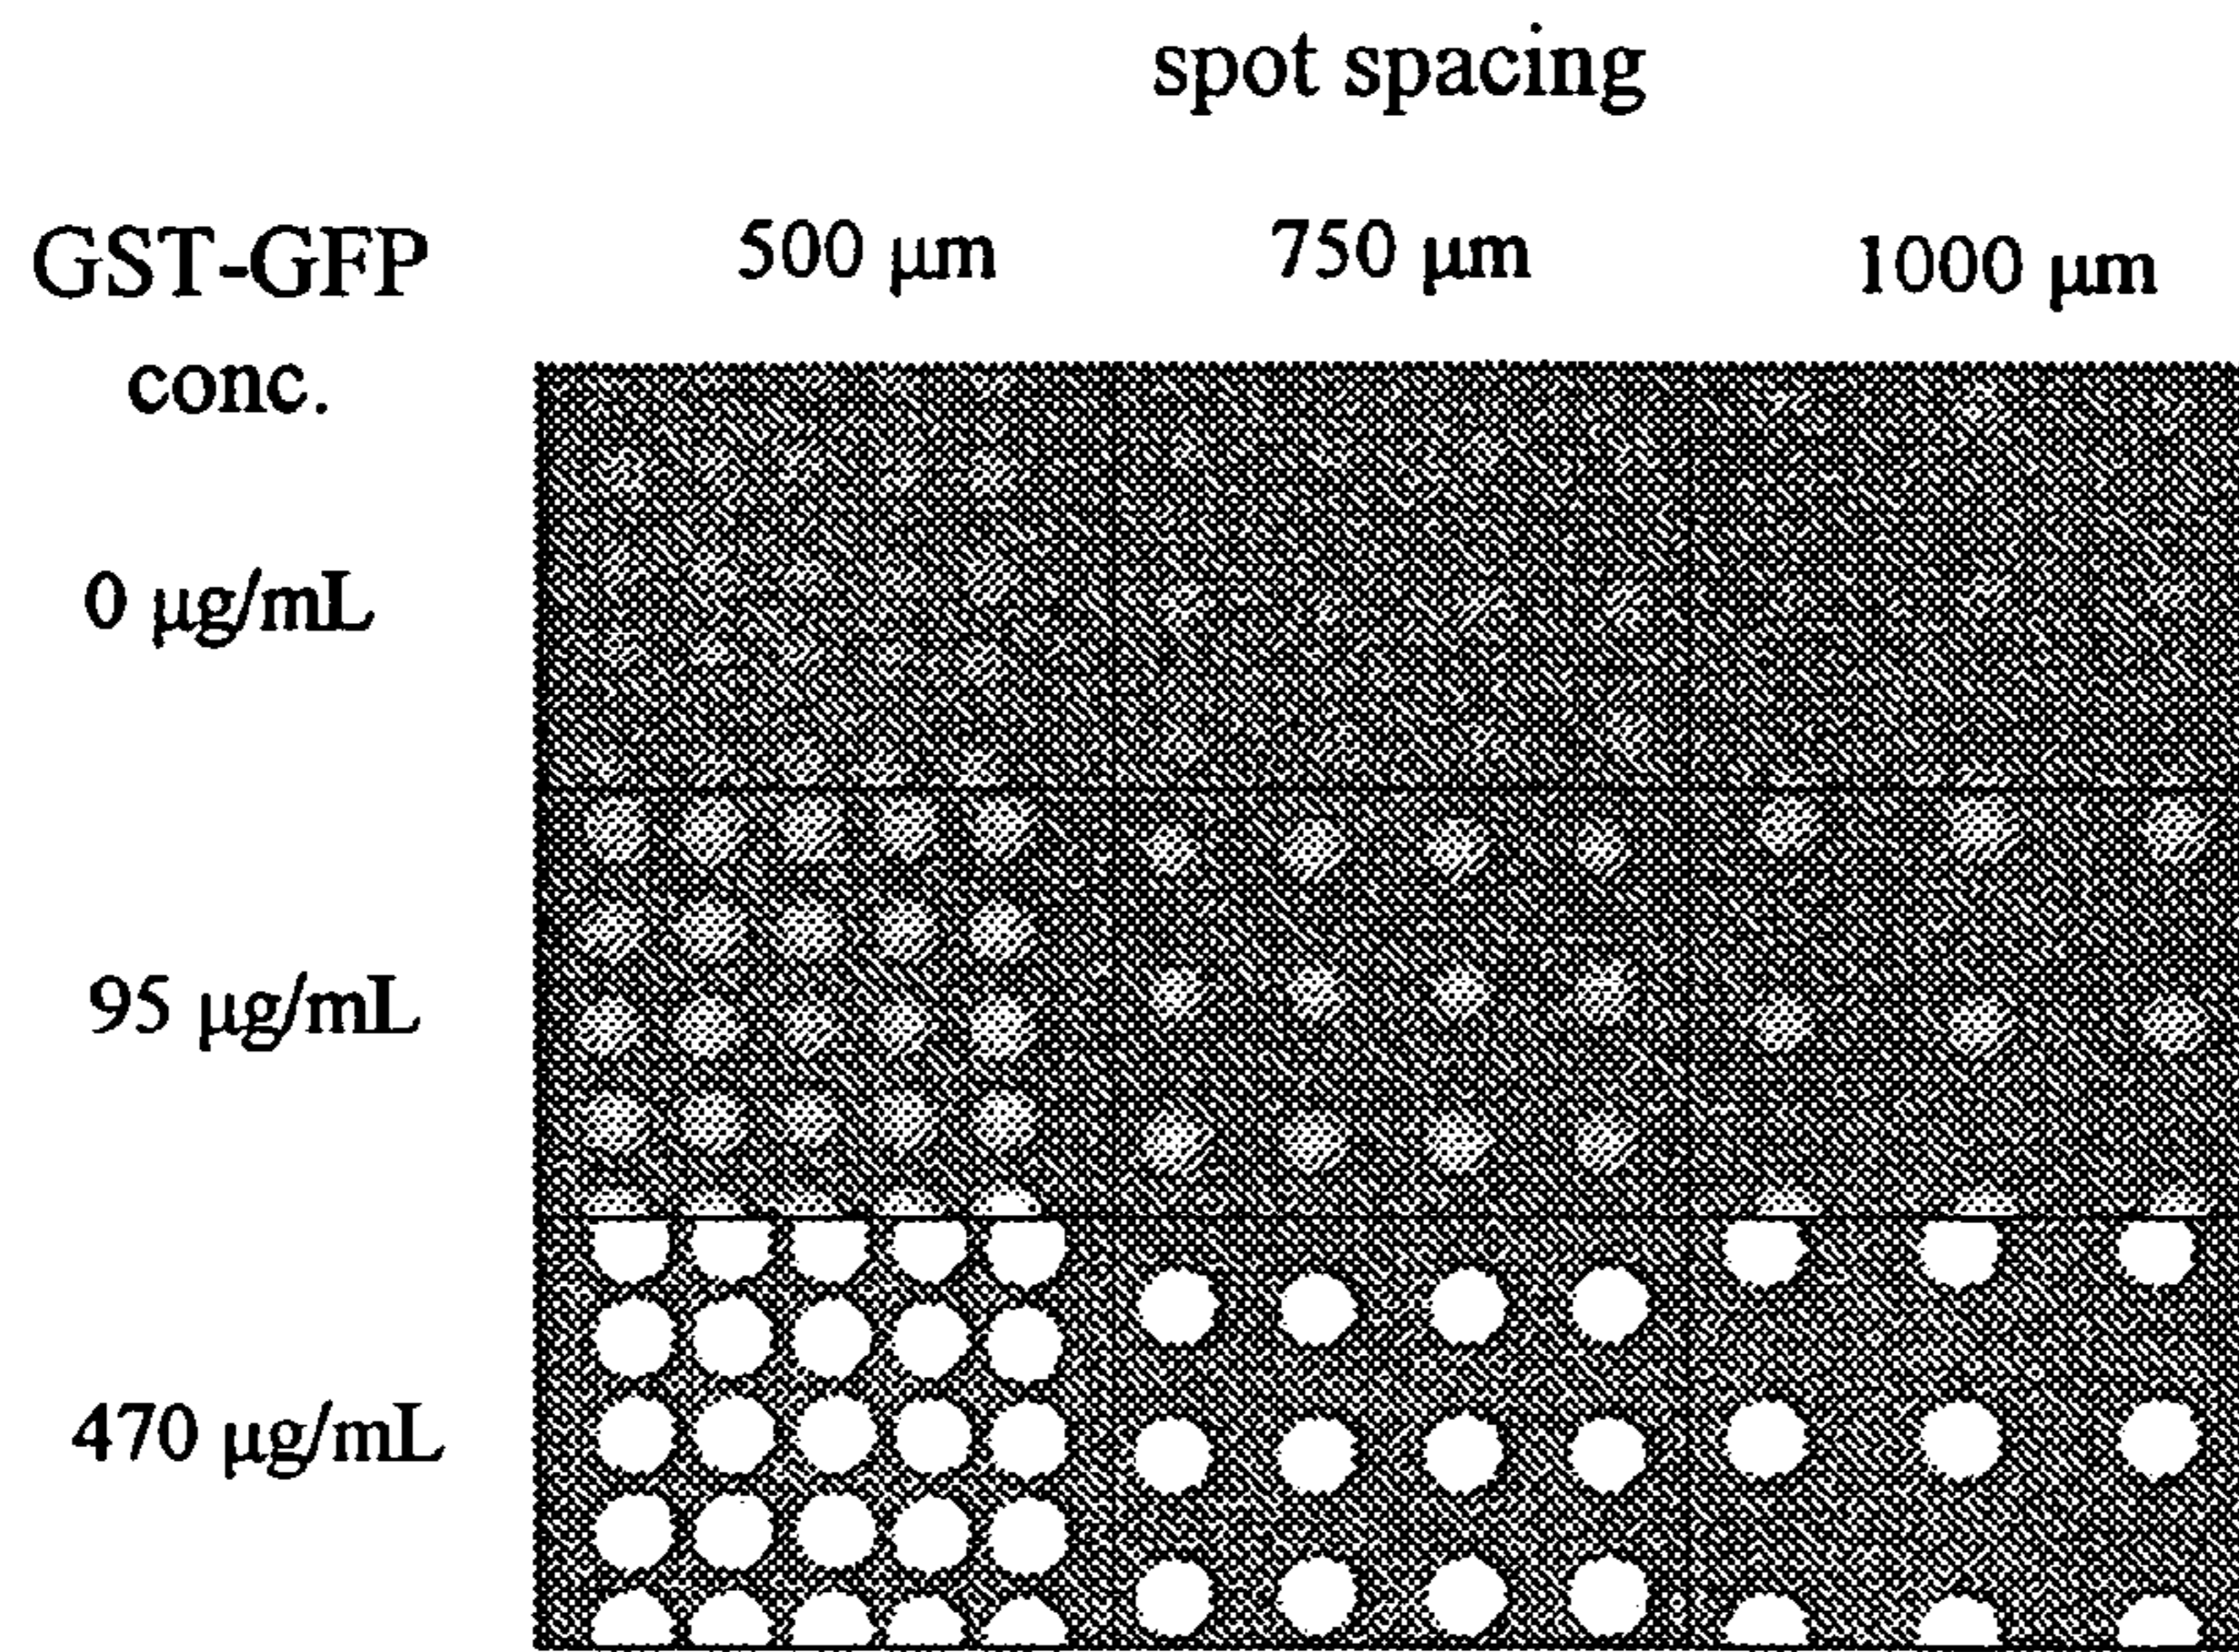 spot spacing
GST-GFP
conc.
500 µm
750 µm
1000 µm
0 µg/mL
95 µg/mL
470 µg/mL